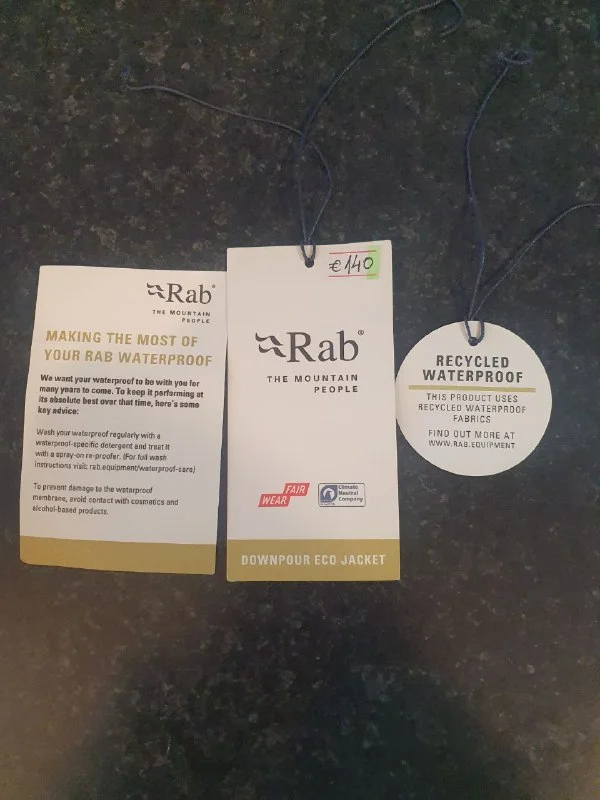 Rab®
THE MOUNTAIN
PEOPLE
MAKING THE MOST OF
YOUR RAB WATERPROOF
We want your waterproof to be with you for
many years to come. To keep it performing at
its absolute best over that time, here's some
key advice:
Wash your waterproof regularly with a
waterproof-specific detergent and treat it
with a spray-on re-proofer. (For full wash
instructions visit: rab.equipment/waterproof-care)
To prevent damage to the waterproof
membrane, avoid contact with cosmetics and
alcohol-based products.
€140
Rab®
THE MOUNTAIN
PEOPLE
FAIR
WEAR
Climate
Neutral
Company
DOWNPOUR ECO JACKET
RECYCLED
WATERPROOF
THIS PRODUCT USES
RECYCLED WATERPROOF
FABRICS
FIND OUT MORE AT
WWW.RAB.EQUIPMENT